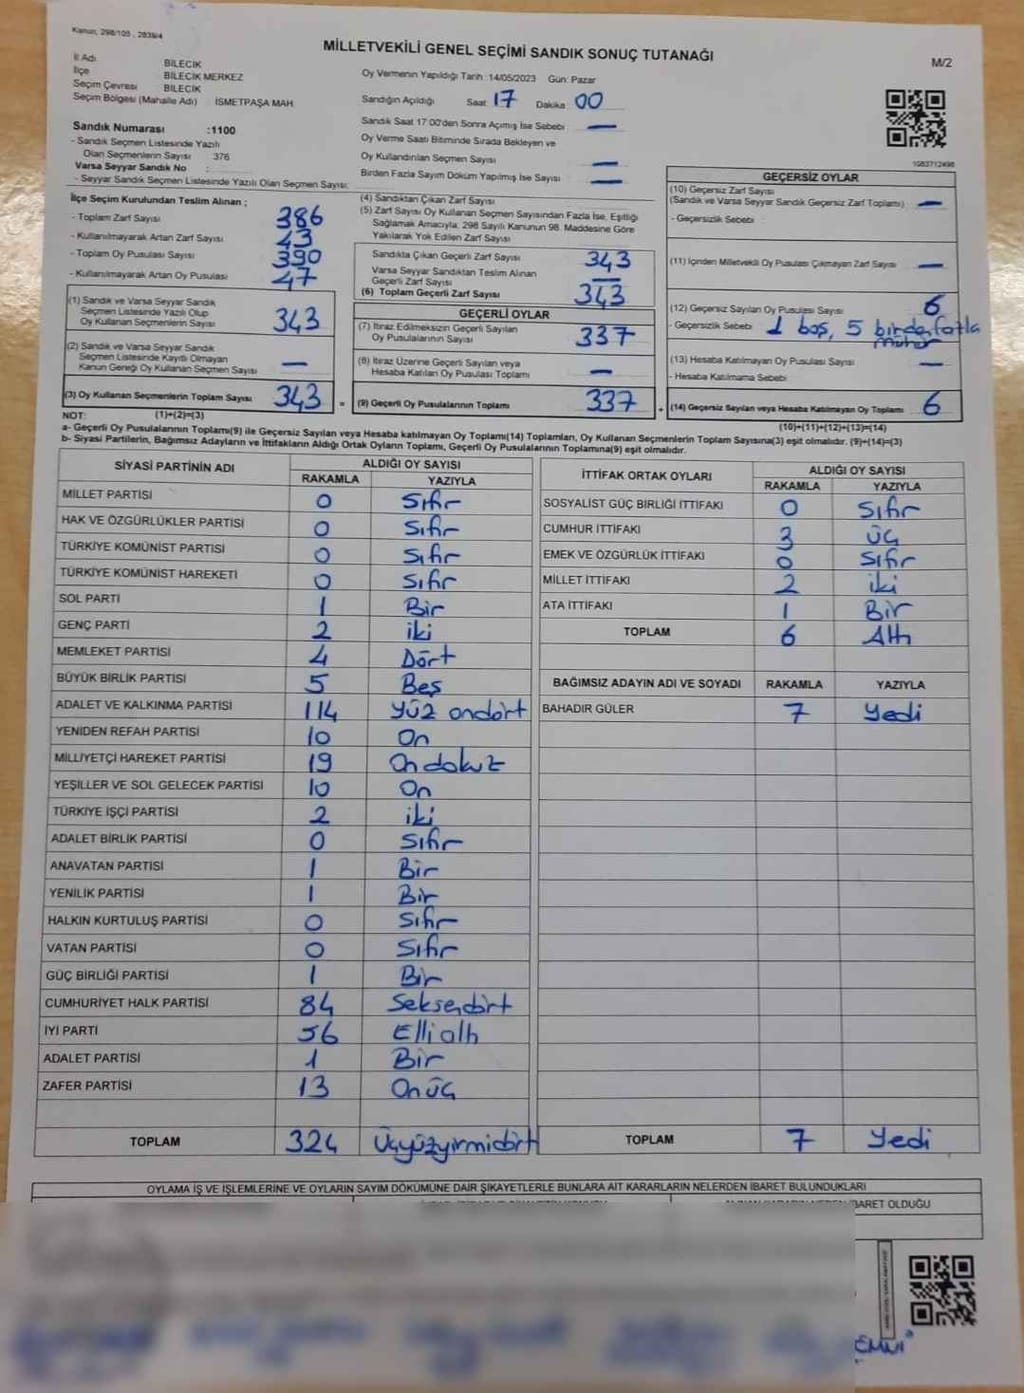 Kanun, 298/105 , 2839/4
MİLLETVEKİLİ GENEL SEÇİMİ SANDIK SONUÇ TUTANAĞI
M/2
İl Adı BİLECİK
İlçe BİLECİK MERKEZ
Seçim Çevresi BİLECİK
Seçim Bölgesi (Mahalle Adı) İSMETPAŞA MAH.
Sandık Numarası :1100
- Sandık Seçmen Listesinde Yazılı
Olan Seçmenlerin Sayısı 376
Varsa Seyyar Sandık No :
- Seyyar Sandık Seçmen Listesinde Yazılı Olan Seçmen Sayısı:
Oy Vermenin Yapıldığı Tarih :14/05/2023 Gün: Pazar
Sandığın Açıldığı Saat 17 Dakika 00
Sandık Saat 17.00'den Sonra Açılmış İse Sebebi : —
Oy Verme Saati Bitiminde Sırada Bekleyen ve
Oy Kullandırılan Seçmen Sayısı —
Birden Fazla Sayım Döküm Yapılmış İse Sayısı —
1083712498
İlçe Seçim Kurulundan Teslim Alınan ;
- Toplam Zarf Sayısı 386
- Kullanılmayarak Artan Zarf Sayısı 43
- Toplam Oy Pusulası Sayısı 390
- Kullanılmayarak Artan Oy Pusulası 47
(1) Sandık ve Varsa Seyyar Sandık
Seçmen Listesinde Yazılı Olup
Oy Kullanan Seçmenlerin Sayısı 343
(2) Sandık ve Varsa Seyyar Sandık
Seçmen Listesinde Kayıtlı Olmayan
Kanun Gereği Oy Kullanan Seçmen Sayısı —
(3) Oy Kullanan Seçmenlerin Toplam Sayısı 343 =
(4) Sandıktan Çıkan Zarf Sayısı
(5) Zarf Sayısı Oy Kullanan Seçmen Sayısından Fazla İse, Eşitliği
Sağlamak Amacıyla; 298 Sayılı Kanunun 98. Maddesine Göre
Yakılarak Yok Edilen Zarf Sayısı
Sandıkta Çıkan Geçerli Zarf Sayısı 343
Varsa Seyyar Sandıktan Teslim Alınan
Geçerli Zarf Sayısı —
(6) Toplam Geçerli Zarf Sayısı 343
GEÇERLİ OYLAR
(7) İtiraz Edilmeksizin Geçerli Sayılan
Oy Pusulalarının Sayısı 337
(8) İtiraz Üzerine Geçerli Sayılan veya
Hesaba Katılan Oy Pusulası Toplamı —
(9) Geçerli Oy Pusulalarının Toplamı 337 +
GEÇERSİZ OYLAR
(10) Geçersiz Zarf Sayısı
(Sandık ve Varsa Seyyar Sandık Geçersiz Zarf Toplamı) —
- Geçersizlik Sebebi :
(11) İçinden Milletvekili Oy Pusulası Çıkmayan Zarf Sayısı —
(12) Geçersiz Sayılan Oy Pusulası Sayısı 6
- Geçersizlik Sebebi : 1 boş, 5 birden fazla
mühür
(13) Hesaba Katılmayan Oy Pusulası Sayısı —
- Hesaba Katılmama Sebebi
(14) Geçersiz Sayılan veya Hesaba Katılmayan Oy Toplamı 6
NOT: (1)+(2)=(3)
(10)+(11)+(12)+(13)=(14)
a- Geçerli Oy Pusulalarının Toplamı(9) ile Geçersiz Sayılan veya Hesaba katılmayan Oy Toplamı(14) Toplamları, Oy Kullanan Seçmenlerin Toplam Sayısına(3) eşit olmalıdır. (9)+(14)=(3)
b- Siyasi Partilerin, Bağımsız Adayların ve İttifakların Aldığı Ortak Oyların Toplamı, Geçerli Oy Pusulalarının Toplamına(9) eşit olmalıdır.
SİYASİ PARTİNİN ADI ALDIĞI OY SAYISI
RAKAMLA YAZIYLA
MİLLET PARTİSİ 0 Sıfır
HAK VE ÖZGÜRLÜKLER PARTİSİ 0 Sıfır
TÜRKİYE KOMÜNİST PARTİSİ 0 Sıfır
TÜRKİYE KOMÜNİST HAREKETİ 0 Sıfır
SOL PARTİ 1 Bir
GENÇ PARTİ 2 iki
MEMLEKET PARTİSİ 4 Dört
BÜYÜK BİRLİK PARTİSİ 5 Beş
ADALET VE KALKINMA PARTİSİ 114 Yüz ondört
YENİDEN REFAH PARTİSİ 10 On
MİLLİYETÇİ HAREKET PARTİSİ 19 On dokuz
YEŞİLLER VE SOL GELECEK PARTİSİ 10 On
TÜRKİYE İŞÇİ PARTİSİ 2 iki
ADALET BİRLİK PARTİSİ 0 Sıfır
ANAVATAN PARTİSİ 1 Bir
YENİLİK PARTİSİ 1 Bir
HALKIN KURTULUŞ PARTİSİ 0 Sıfır
VATAN PARTİSİ 0 Sıfır
GÜÇ BİRLİĞİ PARTİSİ 1 Bir
CUMHURİYET HALK PARTİSİ 84 Seksendört
İYİ PARTİ 56 Elli altı
ADALET PARTİSİ 1 Bir
ZAFER PARTİSİ 13 Onüç
TOPLAM 324 Üçyüzyirmidört
İTTİFAK ORTAK OYLARI ALDIĞI OY SAYISI
RAKAMLA YAZIYLA
SOSYALİST GÜÇ BİRLİĞİ İTTİFAKI 0 Sıfır
CUMHUR İTTİFAKI 3 Üç
EMEK VE ÖZGÜRLÜK İTTİFAKI 0 Sıfır
MİLLET İTTİFAKI 2 iki
ATA İTTİFAKI 1 Bir
TOPLAM 6 Altı
BAĞIMSIZ ADAYIN ADI VE SOYADI RAKAMLA YAZIYLA
BAHADIR GÜLER 7 Yedi
TOPLAM 7 Yedi
OYLAMA İŞ VE İŞLEMLERİNE VE OYLARIN SAYIM DÖKÜMÜNE DAİR ŞİKAYETLERLE BUNLARA AİT KARARLARIN NELERDEN İBARET BULUNDUKLARI
İBARET OLDUĞU